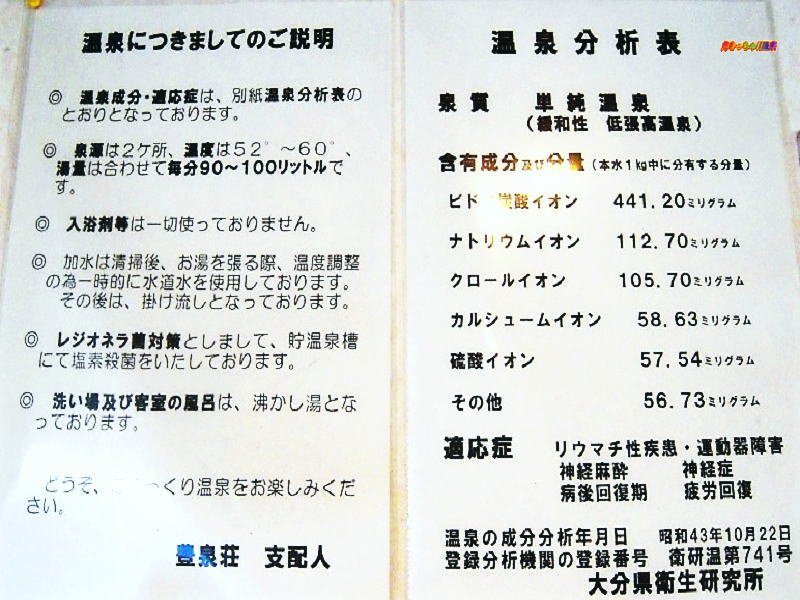 温泉につきましてのご説明
◎ 温泉成分・適応症は、別紙温泉分析表の
とおりとなっております。
◎ 泉源は2ケ所、温度は52°〜60°、
湯量は合わせて毎分90〜100リットルで
す。
◎ 入浴剤等は一切使っておりません。
◎ 加水は清掃後、お湯を張る際、温度調整
の為一時的に水道水を使用しております。
その後は、掛け流しとなっております。
◎ レジオネラ菌対策としまして、貯温泉槽
にて塩素殺菌をいたしております。
◎ 洗い場及び客室の風呂は、沸かし湯とな
っております。
どうぞ、くり温泉をお楽しみくだ
さい。
豊泉荘 支配人
温泉分析表
泉質 単純温泉
(緩和性 低張高温泉)
含有成分及び分量(本水1kg中に分有する分量)
ビド 炭酸イオン 441.20ミリグラム
ナトリウムイオン 112.70ミリグラム
クロールイオン 105.70ミリグラム
カルシュームイオン 58.63ミリグラム
硫酸イオン 57.54ミリグラム
その他 56.73ミリグラム
適応症 リウマチ性疾患・運動器障害
神経麻酔 神経症
病後回復期 疲労回復
温泉の成分分析年月日 昭和43年10月22日
登録分析機関の登録番号 衛研温第741号
大分県衛生研究所